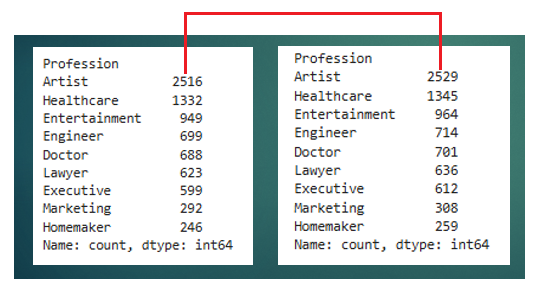 Profession
Artist 2516
Healthcare 1332
Entertainment 949
Engineer 699
Doctor 688
Lawyer 623
Executive 599
Marketing 292
Homemaker 246
Name: count, dtype: int64
Profession
Artist 2529
Healthcare 1345
Entertainment 964
Engineer 714
Doctor 701
Lawyer 636
Executive 612
Marketing 308
Homemaker 259
Name: count, dtype: int64